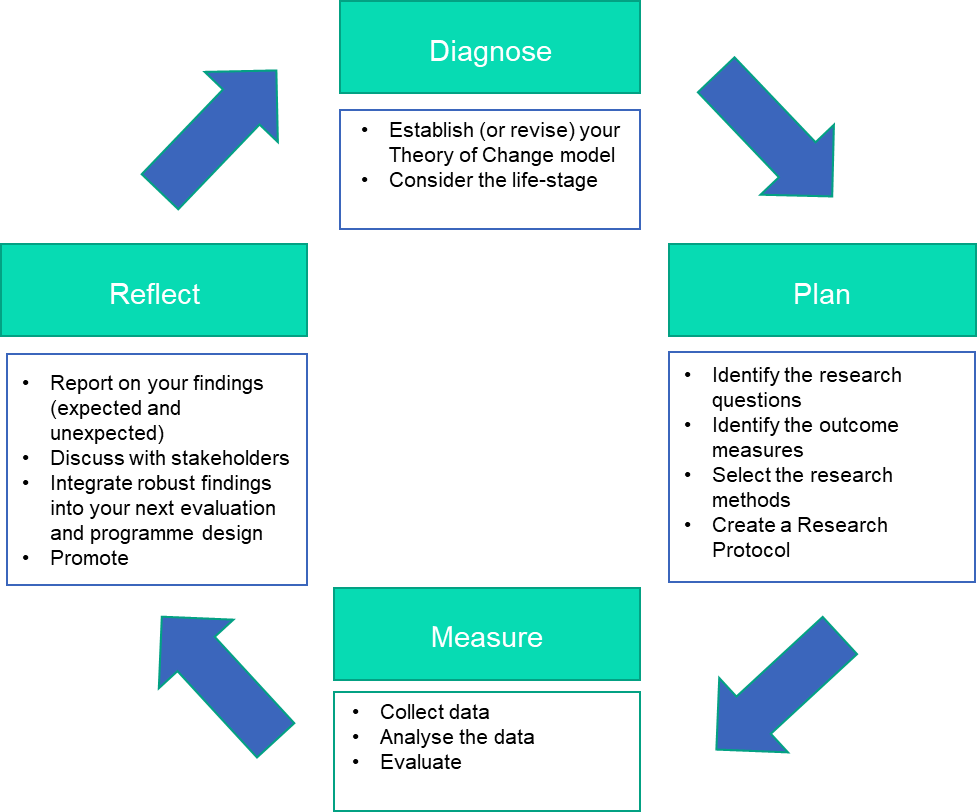 Diagnose
• Establish (or revise) your
Theory of Change model
• Consider the life-stage
Plan
• Identify the research
questions
• Identify the outcome
measures
• Select the research
methods
• Create a Research
Protocol
Measure
• Collect data
• Analyse the data
• Evaluate
Reflect
• Report on your findings
(expected and
unexpected)
• Discuss with stakeholders
• Integrate robust findings
into your next evaluation
and programme design
• Promote